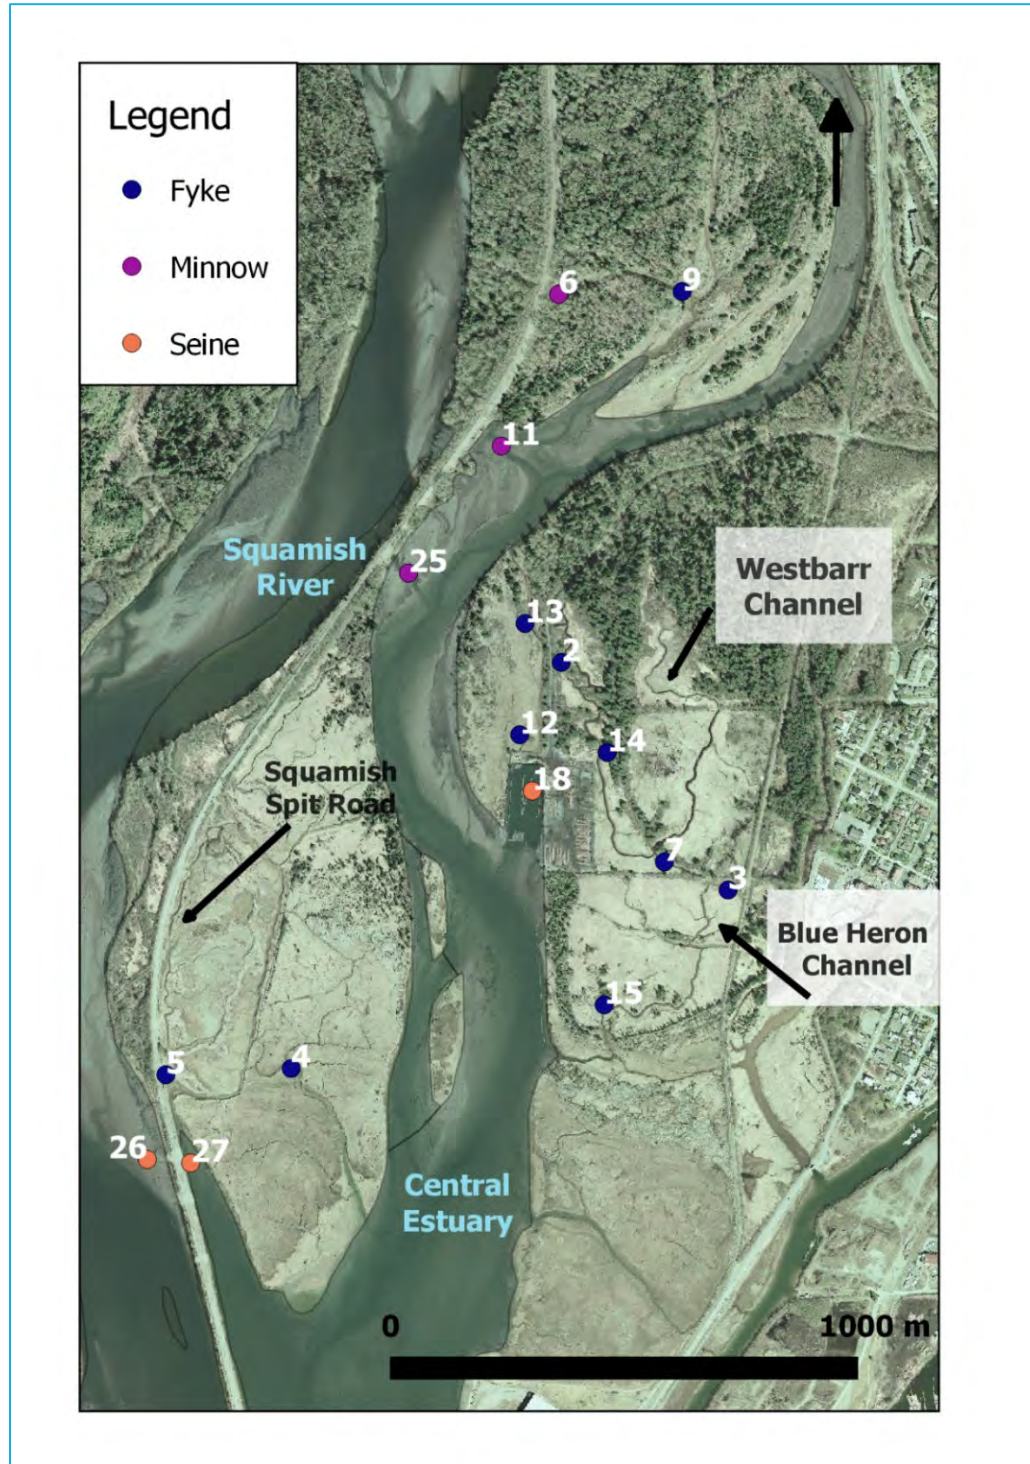 Legend
Fyke
Minnow
Seine
6
9
11
Squamish
River
25
Westbarr
Channel
13
2
12
14
18
Squamish
Spit Road
7
3
Blue Heron
Channel
15
5
4
26
27
Central
Estuary
0
1000 m